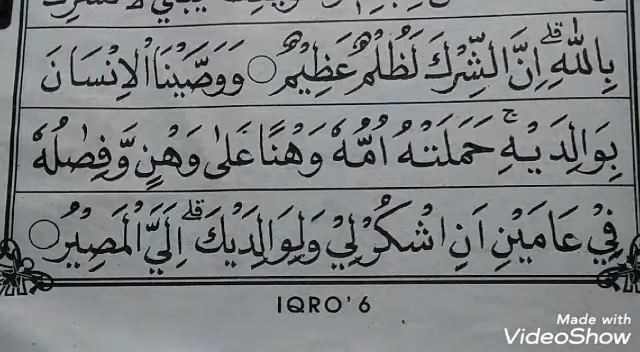 بِاللّٰهِ ۗ اِنَّ الشِّرْكَ لَظُلْمٌ عَظِيْمٌ ○ وَوَصَّيْنَا الْاِنْسَانَ
بِوَالِدَيْهِ ۚ حَمَلَتْهُ اُمُّهٗ وَهْنًا عَلٰى وَهْنٍ وَّفِصٰلُهٗ
فِيْ عَامَيْنِ اَنِ اشْكُرْ لِيْ وَلِوَالِدَيْكَ ۗ اِلَيَّ الْمَصِيْرُ ○
IQRO'6
Made with
VideoShow